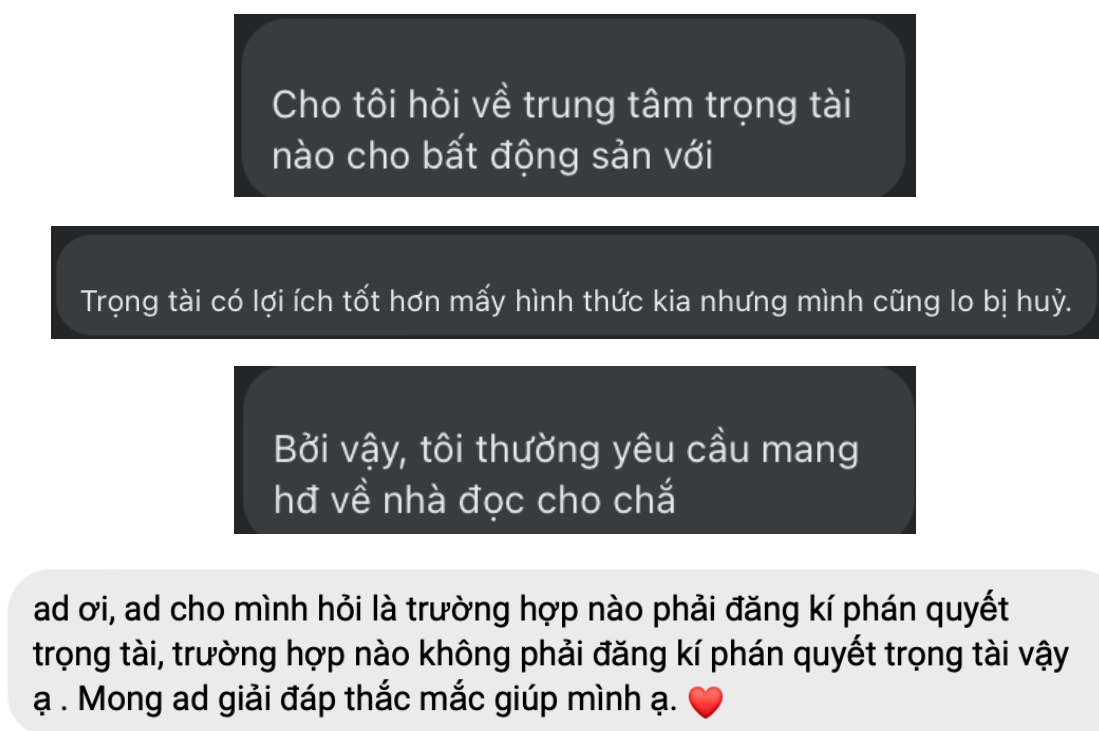 Cho tôi hỏi về trung tâm trọng tài
nào cho bất động sản với
Trọng tài có lợi ích tốt hơn mấy hình thức kia nhưng mình cũng lo bị huỷ.
Bởi vậy, tôi thường yêu cầu mang
hđ về nhà đọc cho chắ
ad ơi, ad cho mình hỏi là trường hợp nào phải đăng kí phán quyết
trọng tài, trường hợp nào không phải đăng kí phán quyết trọng tài vậy
ạ . Mong ad giải đáp thắc mắc giúp mình ạ. ❤️